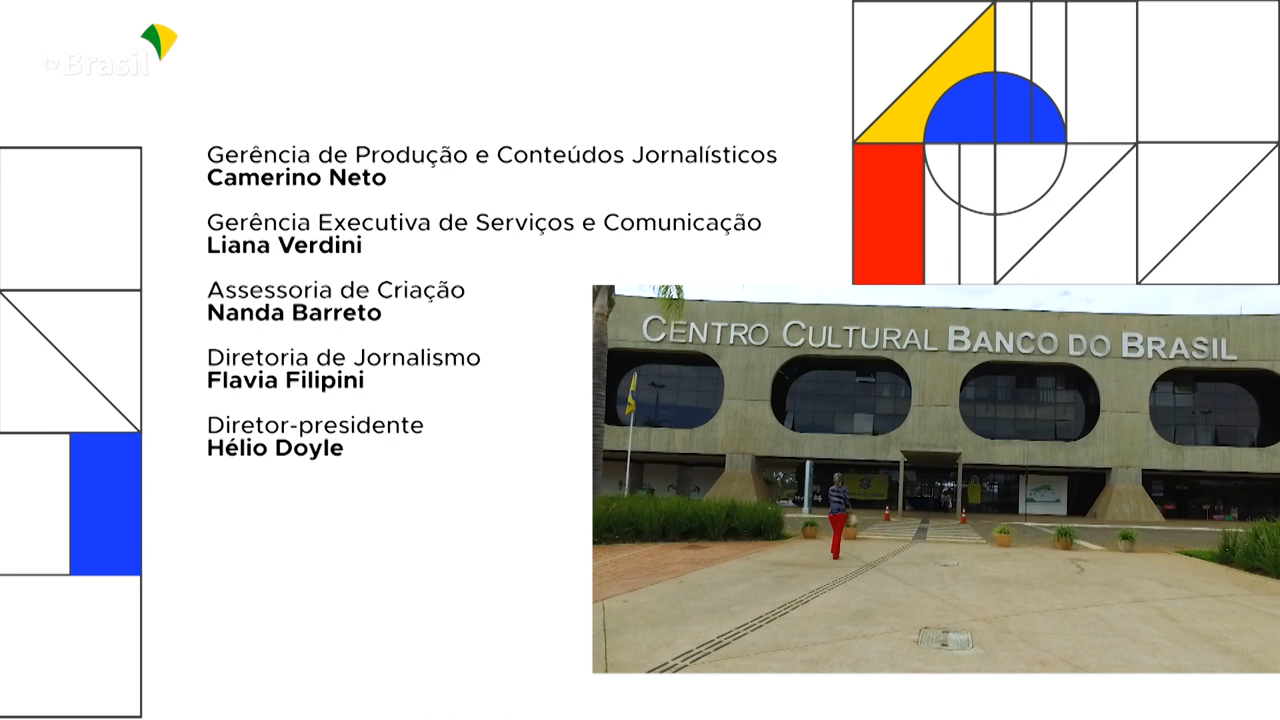 tv Brasil
Gerência de Produção e Conteúdos Jornalísticos
Camerino Neto
Gerência Executiva de Serviços e Comunicação
Liana Verdini
Assessoria de Criação
Nanda Barreto
Diretoria de Jornalismo
Flavia Filipini
Diretor-presidente
Hélio Doyle
CENTRO CULTURAL BANCO DO BRASIL